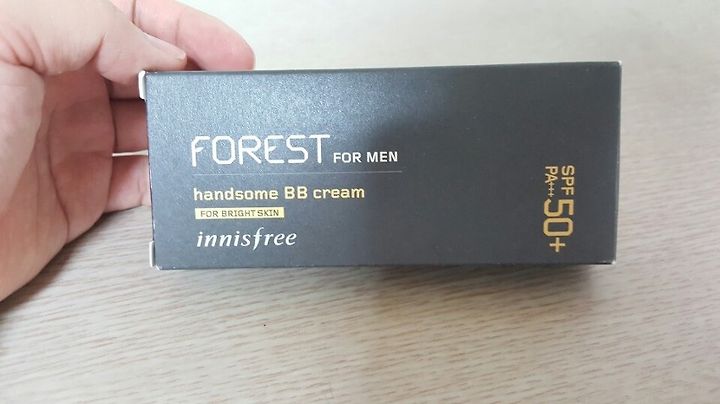 FOREST FOR MEN
handsome BB cream
FOR BRIGHT SKIN
innisfree
SPF 50+
PA+++